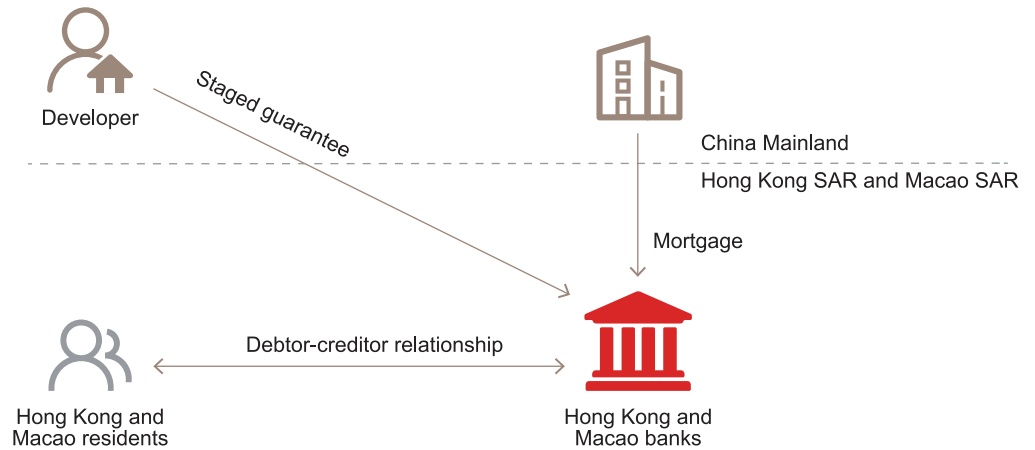 Developer
Staged guarantee
China Mainland
Hong Kong SAR and Macao SAR
Mortgage
Debtor-creditor relationship
Hong Kong and
Macao residents
Hong Kong and
Macao banks